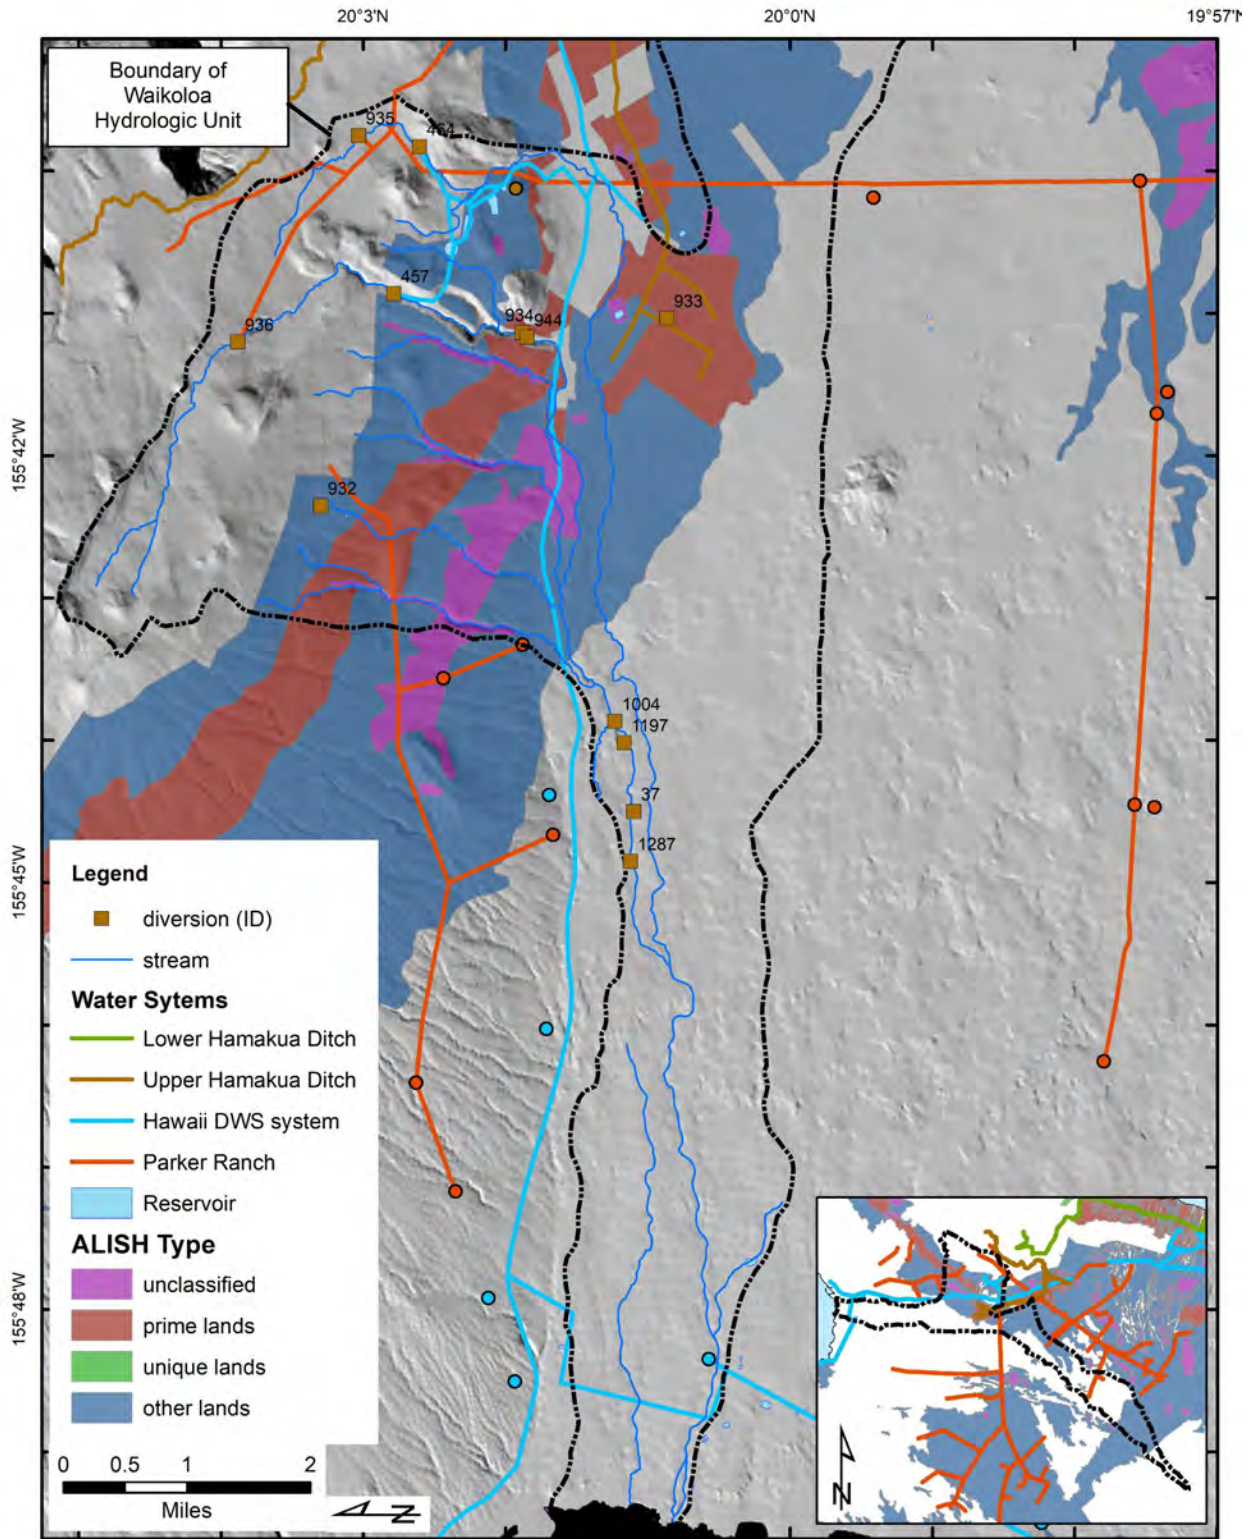 20°3'N
20°0'N
19°57'N
Boundary of
Waikoloa
Hydrologic Unit
935
464
457
936
934
944
933
155°42'W
932
1004
1197
37
1287
155°45'W
155°48'W
Legend
diversion (ID)
stream
Water Sytems
Lower Hamakua Ditch
Upper Hamakua Ditch
Hawaii DWS system
Parker Ranch
Reservoir
ALISH Type
unclassified
prime lands
unique lands
other lands
0 0.5 1 2
Miles
N
N